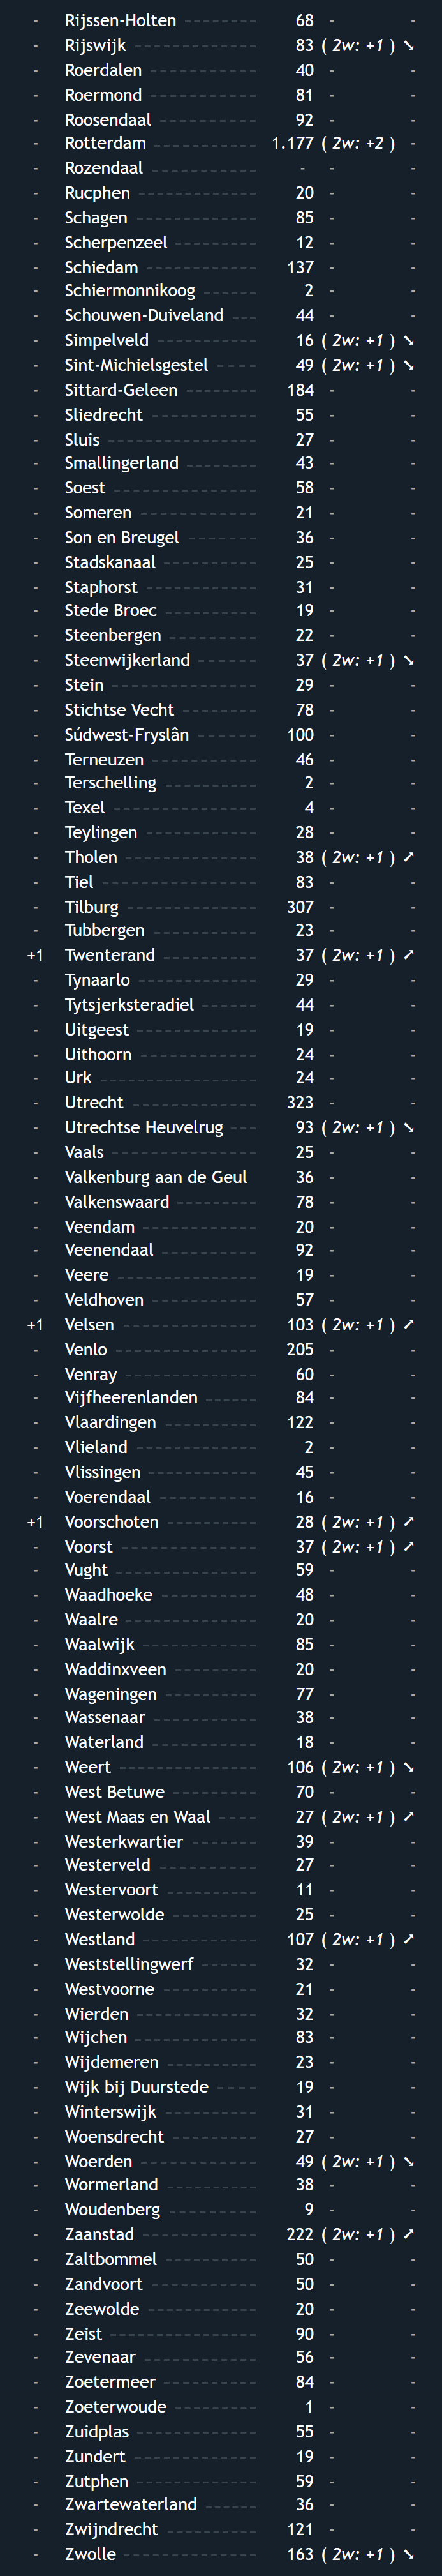 - Rijssen-Holten 68 - -
- Rijswijk 83 ( 2w: +1 ) ➘
- Roerdalen 40 - -
- Roermond 81 - -
- Roosendaal 92 - -
- Rotterdam 1.177 ( 2w: +2 ) -
- Rozendaal - - -
- Rucphen 20 - -
- Schagen 85 - -
- Scherpenzeel 12 - -
- Schiedam 137 - -
- Schiermonnikoog 2 - -
- Schouwen-Duiveland 44 - -
- Simpelveld 16 ( 2w: +1 ) ➘
- Sint-Michielsgestel 49 ( 2w: +1 ) ➘
- Sittard-Geleen 184 - -
- Sliedrecht 55 - -
- Sluis 27 - -
- Smallingerland 43 - -
- Soest 58 - -
- Someren 21 - -
- Son en Breugel 36 - -
- Stadskanaal 25 - -
- Staphorst 31 - -
- Stede Broec 19 - -
- Steenbergen 22 - -
- Steenwijkerland 37 ( 2w: +1 ) ➘
- Stein 29 - -
- Stichtse Vecht 78 - -
- Súdwest-Fryslân 100 - -
- Terneuzen 46 - -
- Terschelling 2 - -
- Texel 4 - -
- Teylingen 28 - -
- Tholen 38 ( 2w: +1 ) ➚
- Tiel 83 - -
- Tilburg 307 - -
- Tubbergen 23 - -
+1 Twenterand 37 ( 2w: +1 ) ➚
- Tynaarlo 29 - -
- Tytsjerksteradiel 44 - -
- Uitgeest 19 - -
- Uithoorn 24 - -
- Urk 24 - -
- Utrecht 323 - -
- Utrechtse Heuvelrug 93 ( 2w: +1 ) ➘
- Vaals 25 - -
- Valkenburg aan de Geul 36 - -
- Valkenswaard 78 - -
- Veendam 20 - -
- Veenendaal 92 - -
- Veere 19 - -
- Veldhoven 57 - -
+1 Velsen 103 ( 2w: +1 ) ➚
- Venlo 205 - -
- Venray 60 - -
- Vijfheerenlanden 84 - -
- Vlaardingen 122 - -
- Vlieland 2 - -
- Vlissingen 45 - -
- Voerendaal 16 - -
+1 Voorschoten 28 ( 2w: +1 ) ➚
- Voorst 37 ( 2w: +1 ) ➚
- Vught 59 - -
- Waadhoeke 48 - -
- Waalre 20 - -
- Waalwijk 85 - -
- Waddinxveen 20 - -
- Wageningen 77 - -
- Wassenaar 38 - -
- Waterland 18 - -
- Weert 106 ( 2w: +1 ) ➘
- West Betuwe 70 - -
- West Maas en Waal 27 ( 2w: +1 ) ➚
- Westerkwartier 39 - -
- Westerveld 27 - -
- Westervoort 11 - -
- Westerwolde 25 - -
- Westland 107 ( 2w: +1 ) ➚
- Weststellingwerf 32 - -
- Westvoorne 21 - -
- Wierden 32 - -
- Wijchen 83 - -
- Wijdemeren 23 - -
- Wijk bij Duurstede 19 - -
- Winterswijk 31 - -
- Woensdrecht 27 - -
- Woerden 49 ( 2w: +1 ) ➘
- Wormerland 38 - -
- Woudenberg 9 - -
- Zaanstad 222 ( 2w: +1 ) ➚
- Zaltbommel 50 - -
- Zandvoort 50 - -
- Zeewolde 20 - -
- Zeist 90 - -
- Zevenaar 56 - -
- Zoetermeer 84 - -
- Zoeterwoude 1 - -
- Zuidplas 55 - -
- Zundert 19 - -
- Zutphen 59 - -
- Zwartewaterland 36 - -
- Zwijndrecht 121 - -
- Zwolle 163 ( 2w: +1 ) ➘